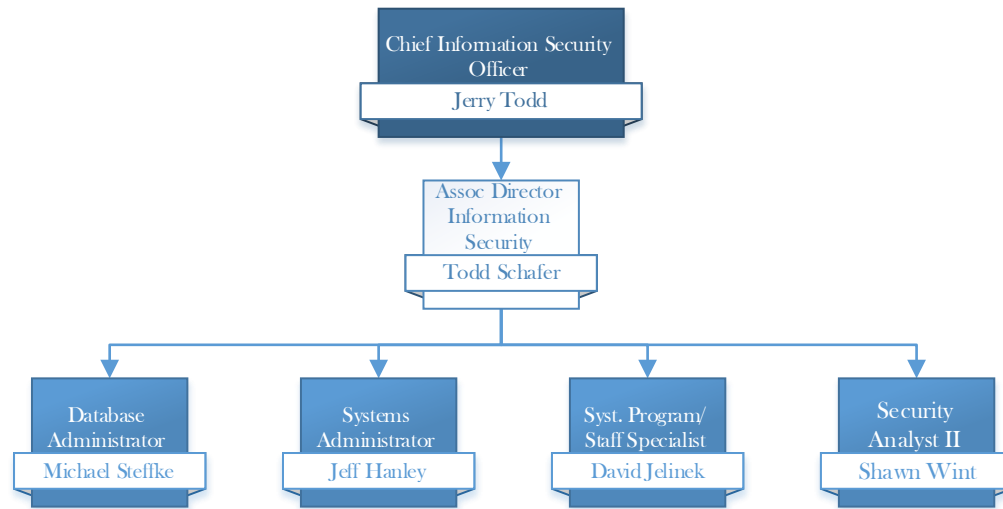 Chief Information Security
Officer
Jerry Todd
Assoc Director
Information
Security
Todd Schafer
Database
Administrator
Michael Steffke
Systems
Administrator
Jeff Hanley
Syst. Program/
Staff Specialist
David Jelinek
Security
Analyst II
Shawn Wint